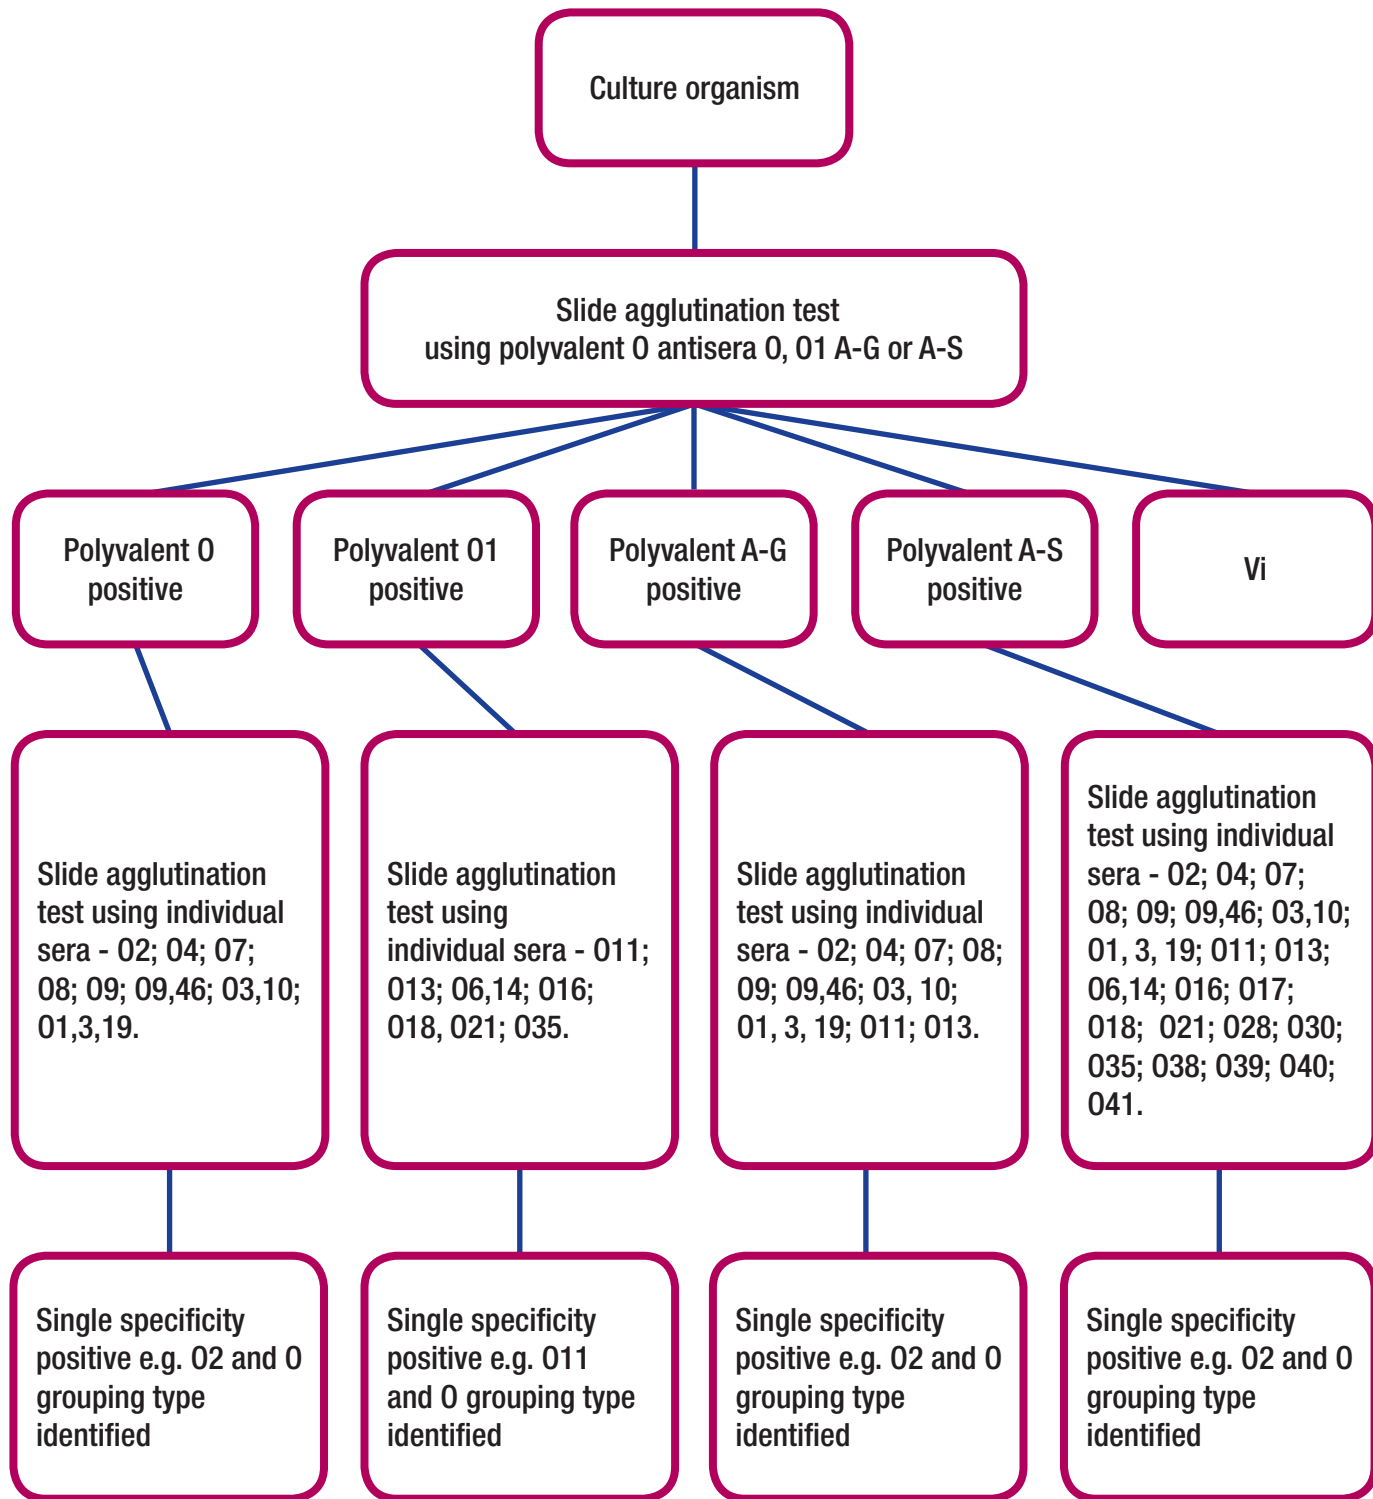 Culture organism
Slide agglutination test
using polyvalent O antisera O, O1 A-G or A-S
Polyvalent O
positive
Polyvalent O1
positive
Polyvalent A-G
positive
Polyvalent A-S
positive
Vi
Slide agglutination
test using individual
sera - O2; O4; O7;
O8; O9; O9,46; O3,10;
O1,3,19.
Slide agglutination
test using
individual sera - O11;
O13; O6,14; O16;
O18, O21; O35.
Slide agglutination
test using individual
sera - O2; O4; O7; O8;
O9; O9,46; O3, 10;
O1, 3, 19; O11; O13.
Slide agglutination
test using individual
sera - O2; O4; O7;
O8; O9; O9,46; O3,10;
O1, 3, 19; O11; O13;
O6,14; O16; O17;
O18;  O21; O28; O30;
O35; O38; O39; O40;
O41.
Single specificity
positive e.g. O2 and O
grouping type
identified
Single specificity
positive e.g. O11
and O grouping type
identified
Single specificity
positive e.g. O2 and O
grouping type
identified
Single specificity
positive e.g. O2 and O
grouping type
identified